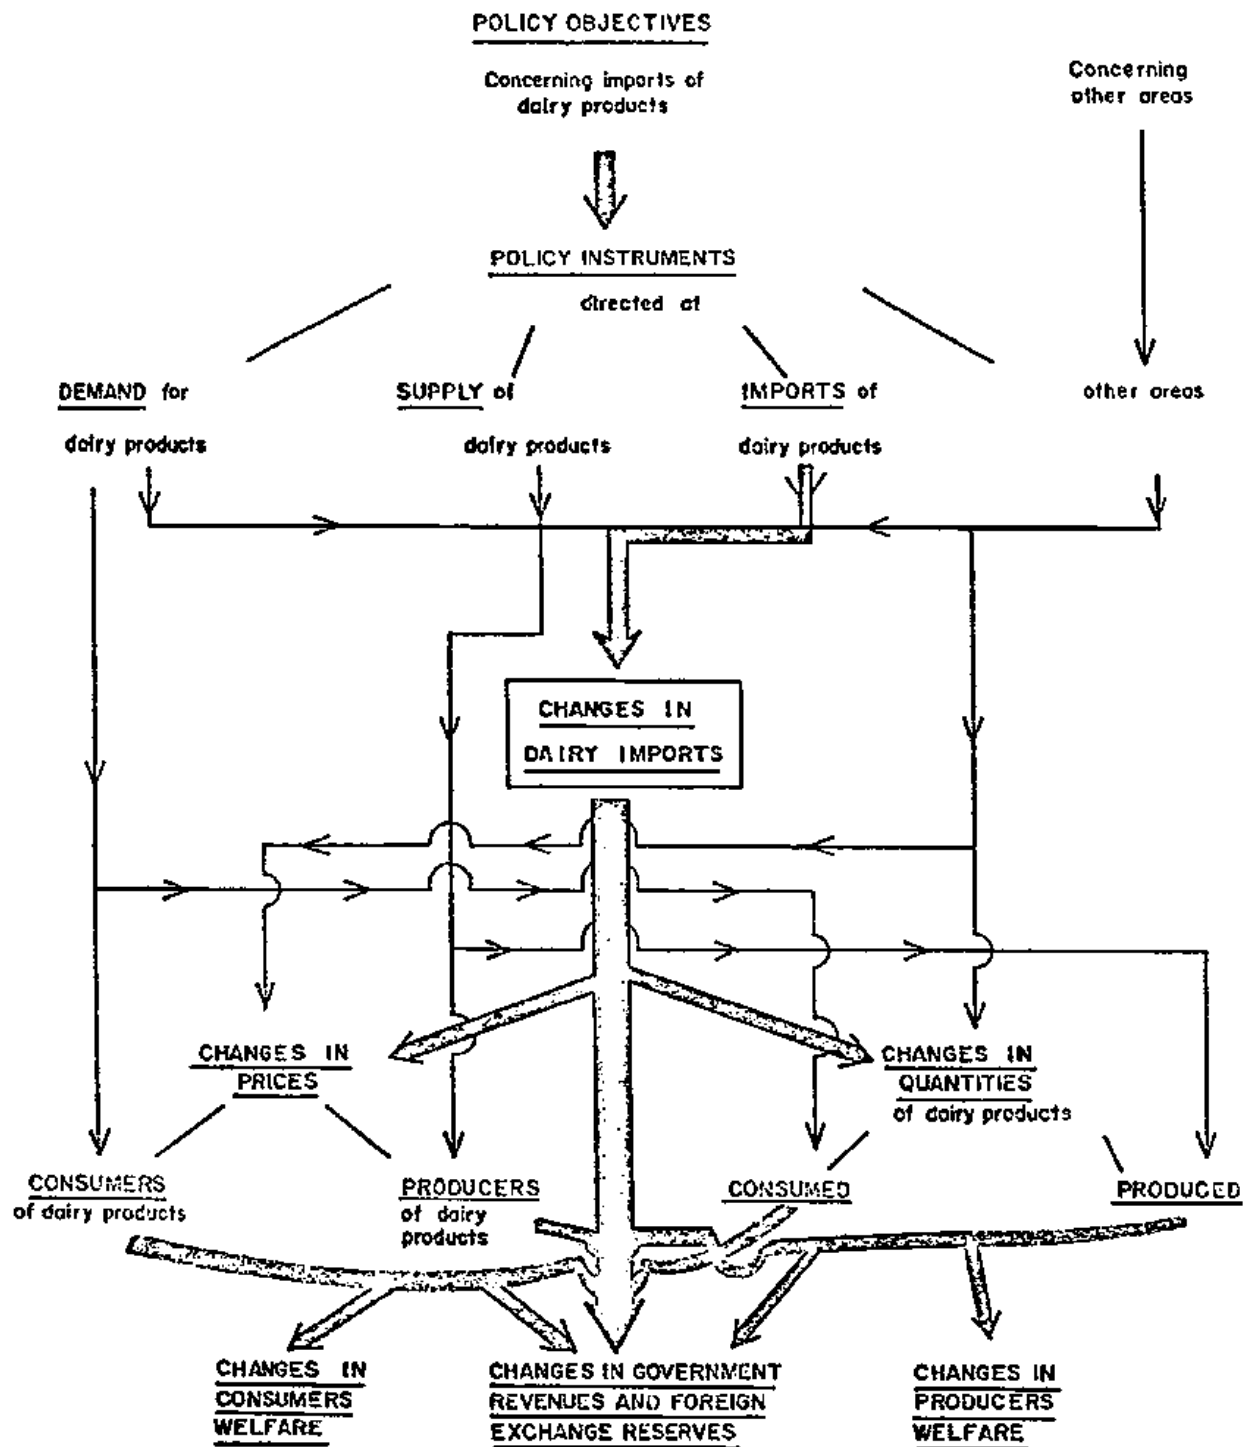 POLICY OBJECTIVES
Concerning imports of
dairy products
Concerning
other areas
POLICY INSTRUMENTS
directed at
DEMAND for
dairy products
SUPPLY of
dairy products
IMPORTS of
dairy products
other areas
CHANGES IN
DAIRY IMPORTS
CHANGES IN
PRICES
CHANGES IN
QUANTITIES
of dairy products
CONSUMERS
of dairy products
PRODUCERS
of dairy
products
CONSUMED
PRODUCED
CHANGES IN
CONSUMERS
WELFARE
CHANGES IN GOVERNMENT
REVENUES AND FOREIGN
EXCHANGE RESERVES
CHANGES IN
PRODUCERS
WELFARE